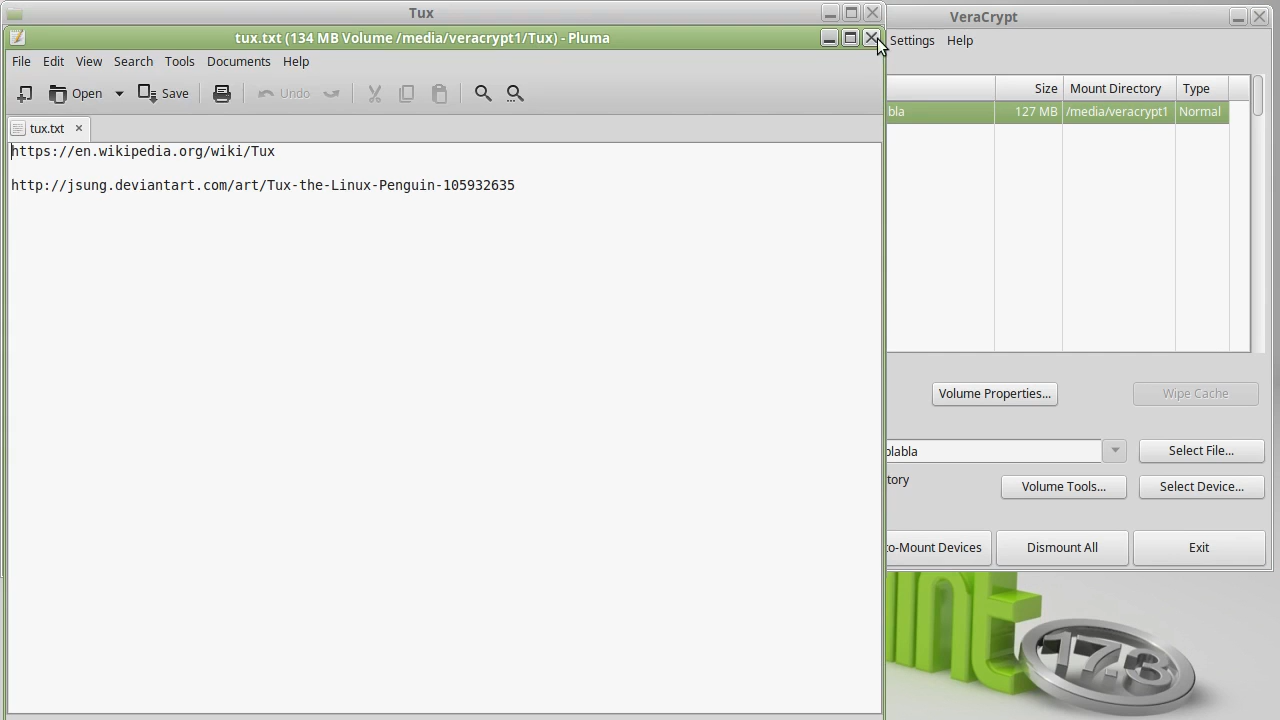 Tux
tux.txt (134 MB Volume /media/veracrypt1/Tux) - Pluma
File Edit View Search Tools Documents Help
Open Save Undo
tux.txt
https://en.wikipedia.org/wiki/Tux
http://jsung.deviantart.com/art/Tux-the-Linux-Penguin-105932635
VeraCrypt
Settings Help
Size Mount Directory Type
bla 127 MB /media/veracrypt1 Normal
Volume Properties... Wipe Cache
blabla Select File...
tory
Volume Tools... Select Device...
to-Mount Devices Dismount All Exit
int
17.3